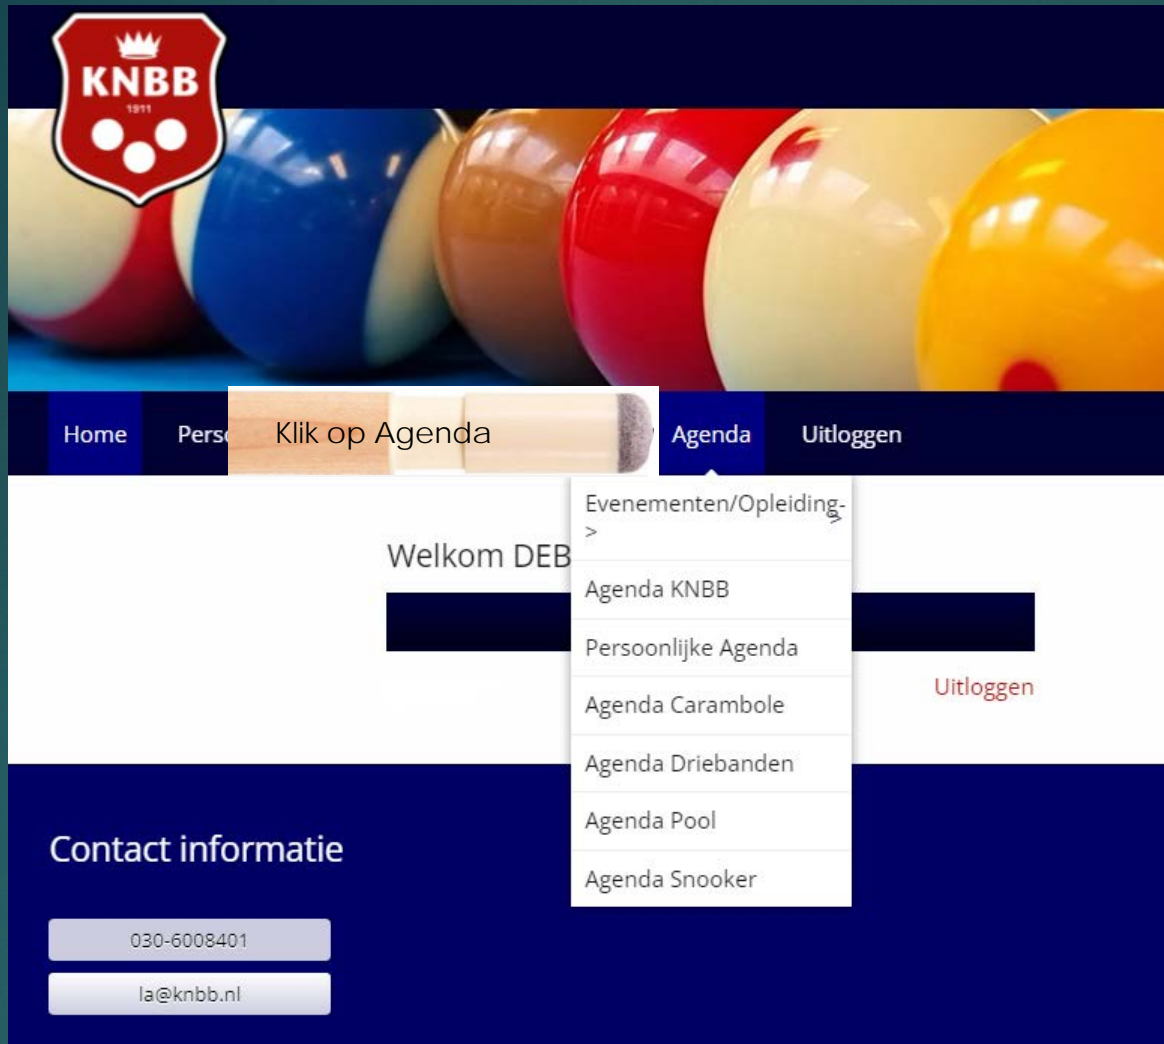 KNBB
1911
Home
Pers
Klik op Agenda
Agenda
Uitloggen
Evenementen/Opleiding-
>
>
Welkom DEB
Agenda KNBB
Persoonlijke Agenda
Uitloggen
Agenda Carambole
Agenda Driebanden
Agenda Pool
Agenda Snooker
Contact informatie
030-6008401
la@knbb.nl